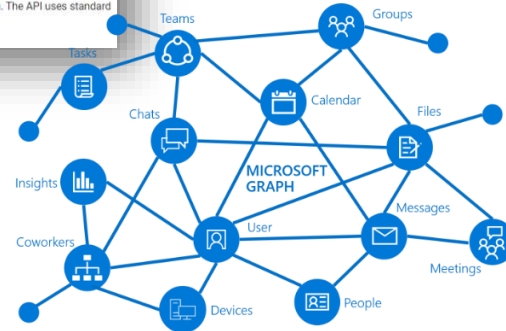 . The API uses standard
Teams
Groups
Tasks
Calendar
Chats
Files
MICROSOFT
GRAPH
Insights
Messages
User
Coworkers
Meetings
Devices
People